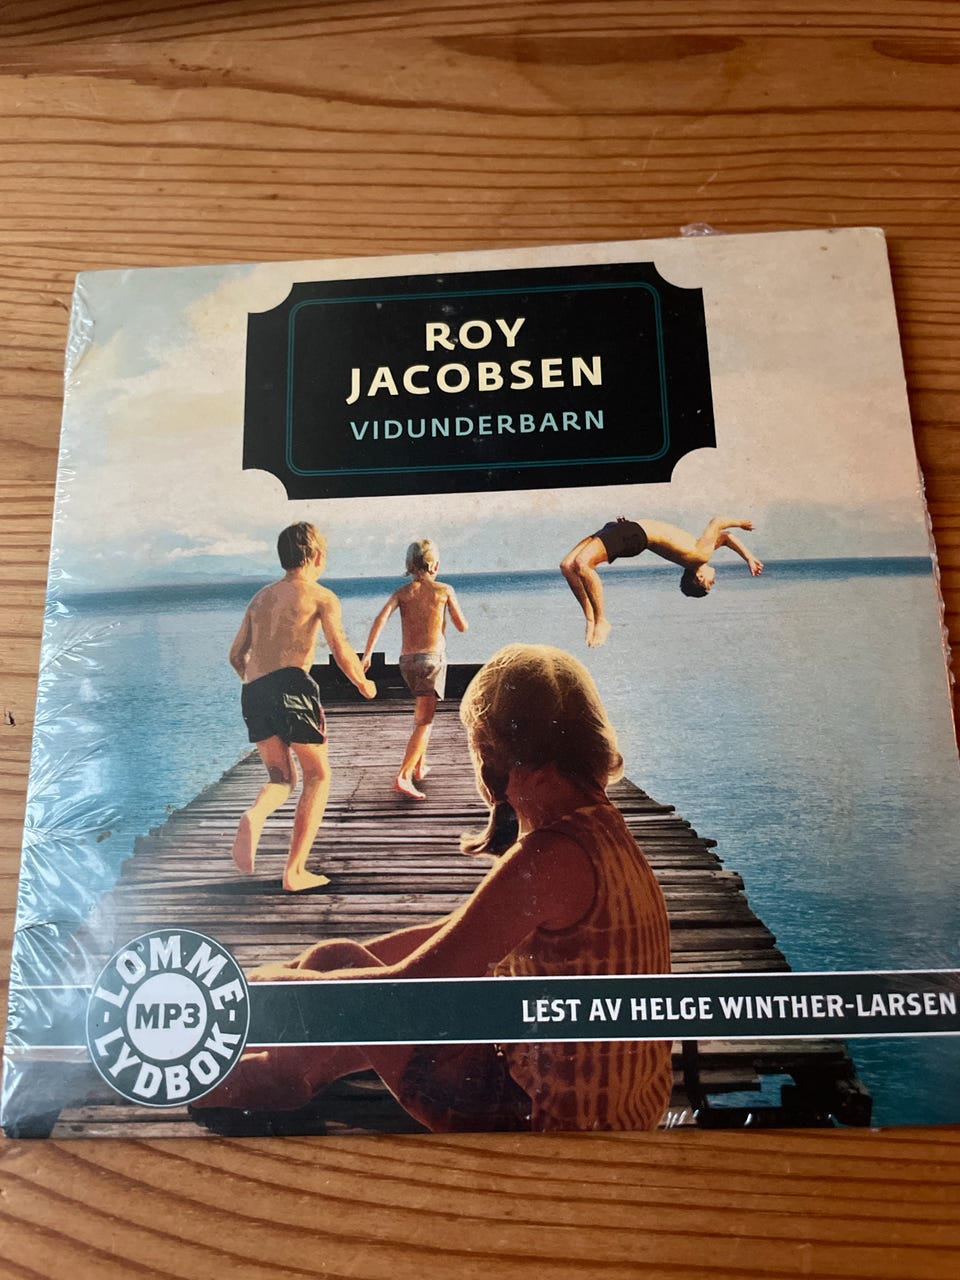 ROY
JACOBSEN
VIDUNDERBARN
LEST AV HELGE WINTHER-LARSEN
LOMME-
MP3
LYDBOK